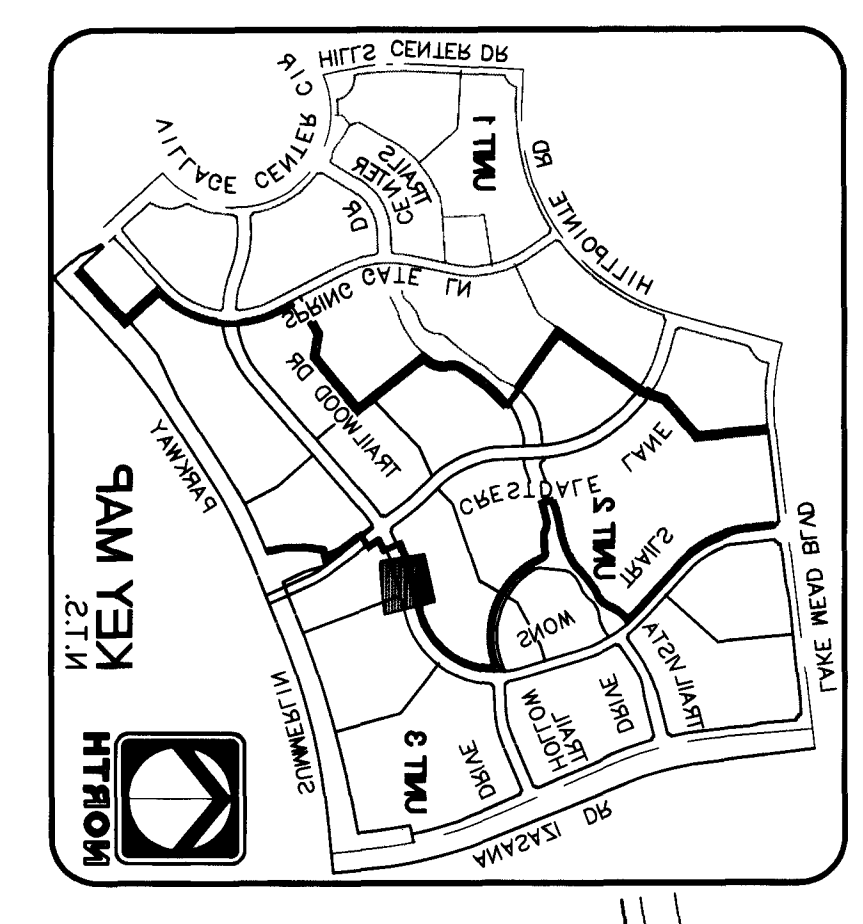 HILLS CENTER DR
VILLAGE CENTER CIR
UNIT 1
TRAILS
CENTER
DR
HILLPOINTE RD
SPRING GATE LN
TRAILWOOD DR
PARKWAY
CRESTDALE LANE
UNIT 2
TRAILS
SNOW
LAKE MEAD BLVD
KEY MAP
N.T.S.
SUMMERLIN
TRAIL VISTA
DRIVE
TRAIL
HOLLOW
DRIVE
UNIT 3
NORTH
ANASAZI DR